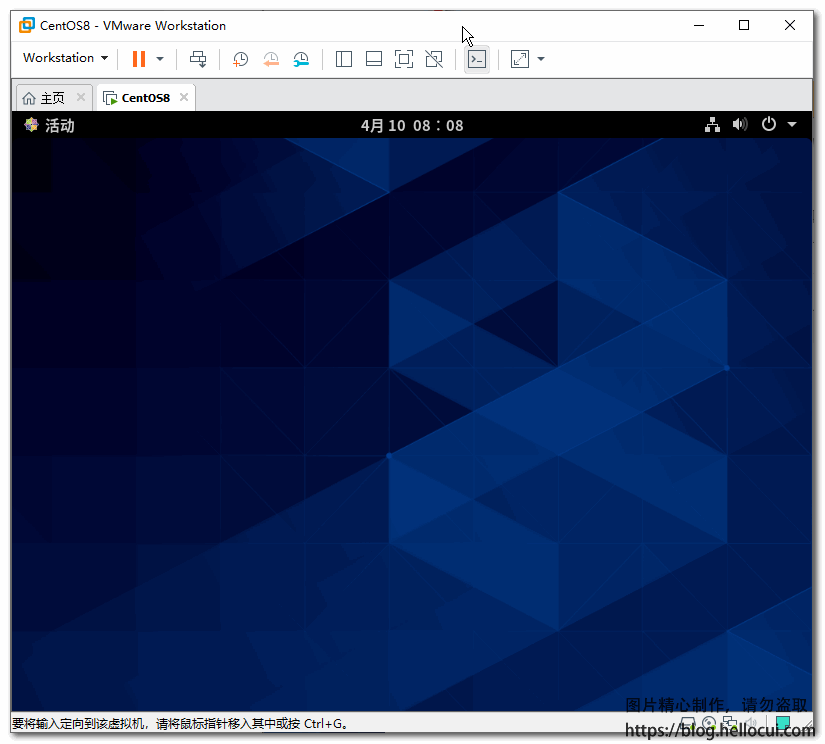 CentOS8 - VMware Workstation
Workstation
主页
CentOS8
活动
4月 10 08:08
图片精心制作，请勿盗取
要将输入定向到该虚拟机，请将鼠标指针移入其中或按 Ctrl+G。
https://blog.hellocul.com